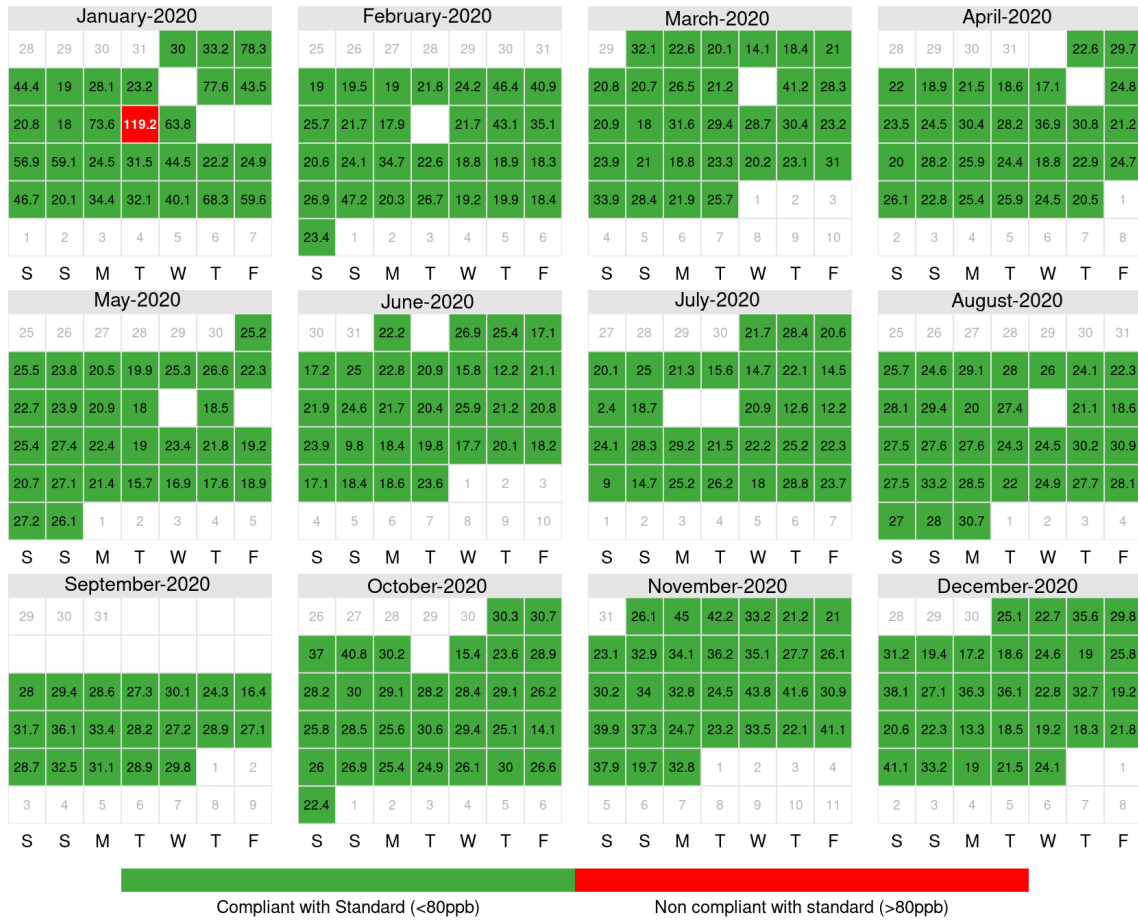 January-2020 February-2020 March-2020 April-2020
28 29 30 31 30 33.2 78.3 25 26 27 28 29 30 31 29 32.1 22.6 20.1 14.1 18.4 21 28 29 30 31 22.6 29.7
44.4 19 28.1 23.2 77.6 43.5 19 19.5 19 21.8 24.2 46.4 40.9 20.8 20.7 26.5 21.2 41.2 28.3 22 18.9 21.5 18.6 17.1 24.8
20.8 18 73.6 119.2 63.8 25.7 21.7 17.9 21.7 43.1 35.1 20.9 18 31.6 29.4 28.7 30.4 23.2 23.5 24.5 30.4 28.2 36.9 30.8 21.2
56.9 59.1 24.5 31.5 44.5 22.2 24.9 20.6 24.1 34.7 22.6 18.8 18.9 18.3 23.9 21 18.8 23.3 20.2 23.1 31 20 28.2 25.9 24.4 18.8 22.9 24.7
46.7 20.1 34.4 32.1 40.1 68.3 59.6 26.9 47.2 20.3 26.7 19.2 19.9 18.4 33.9 28.4 21.9 25.7 1 2 3 26.1 22.8 25.4 25.9 24.5 20.5 1
1 2 3 4 5 6 7 23.4 1 2 3 4 5 6 4 5 6 7 8 9 10 2 3 4 5 6 7 8
S S M T W T F S S M T W T F S S M T W T F S S M T W T F
May-2020 June-2020 July-2020 August-2020
25 26 27 28 29 30 25.2 30 31 22.2 26.9 25.4 17.1 27 28 29 30 21.7 28.4 20.6 25 26 27 28 29 30 31
25.5 23.8 20.5 19.9 25.3 26.6 22.3 17.2 25 22.8 20.9 15.8 12.2 21.1 20.1 25 21.3 15.6 14.7 22.1 14.5 25.7 24.6 29.1 28 26 24.1 22.3
22.7 23.9 20.9 18 18.5 21.9 24.6 21.7 20.4 25.9 21.2 20.8 2.4 18.7 20.9 12.6 12.2 28.1 29.4 20 27.4 21.1 18.6
25.4 27.4 22.4 19 23.4 21.8 19.2 23.9 9.8 18.4 19.8 17.7 20.1 18.2 24.1 28.3 29.2 21.5 22.2 25.2 22.3 27.5 27.6 27.6 24.3 24.5 30.2 30.9
20.7 27.1 21.4 15.7 16.9 17.6 18.9 17.1 18.4 18.6 23.6 1 2 3 9 14.7 25.2 26.2 18 28.8 23.7 27.5 33.2 28.5 22 24.9 27.7 28.1
27.2 26.1 1 2 3 4 5 4 5 6 7 8 9 10 1 2 3 4 5 6 7 27 28 30.7 1 2 3 4
S S M T W T F S S M T W T F S S M T W T F S S M T W T F
September-2020 October-2020 November-2020 December-2020
29 30 31 26 27 28 29 30 30.3 30.7 31 26.1 45 42.2 33.2 21.2 21 28 29 30 25.1 22.7 35.6 29.8
37 40.8 30.2 15.4 23.6 28.9 23.1 32.9 34.1 36.2 35.1 27.7 26.1 31.2 19.4 17.2 18.6 24.6 19 25.8
28 29.4 28.6 27.3 30.1 24.3 16.4 28.2 30 29.1 28.2 28.4 29.1 26.2 30.2 34 32.8 24.5 43.8 41.6 30.9 38.1 27.1 36.3 36.1 22.8 32.7 19.2
31.7 36.1 33.4 28.2 27.2 28.9 27.1 25.8 28.5 25.6 30.6 29.4 25.1 14.1 39.9 37.3 24.7 23.2 33.5 22.1 41.1 20.6 22.3 13.3 18.5 19.2 18.3 21.8
28.7 32.5 31.1 28.9 29.8 1 2 26 26.9 25.4 24.9 26.1 30 26.6 37.9 19.7 32.8 1 2 3 4 41.1 33.2 19 21.5 24.1 1
3 4 5 6 7 8 9 22.4 1 2 3 4 5 6 5 6 7 8 9 10 11 2 3 4 5 6 7 8
S S M T W T F S S M T W T F S S M T W T F S S M T W T F
Compliant with Standard (<80ppb) Non compliant with standard (>80ppb)